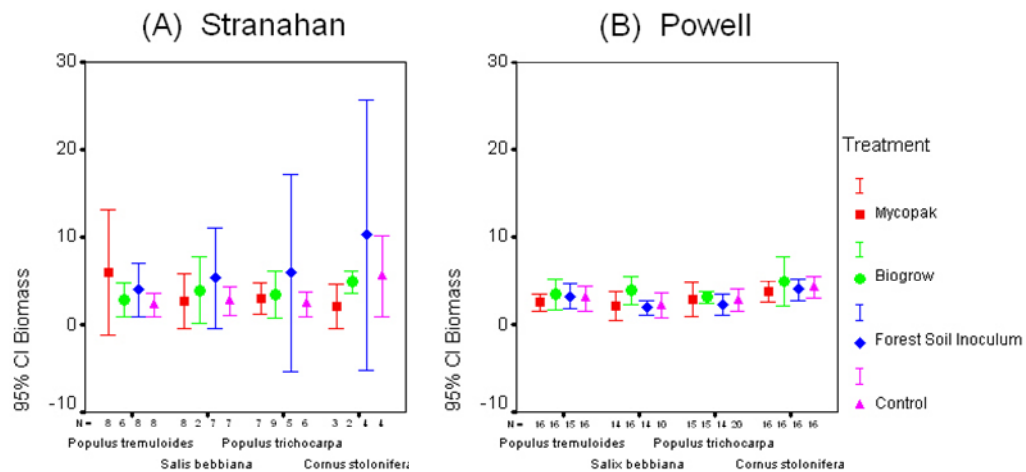 (A) Stranahan
30
20
10
0
-10
95% CI Biomass
N = 8 6 8 8 8 2 7 7 7 9 5 6 3 2 4 4
Populus tremuloides Populus trichocarpa
Salis bebbiana Cornus stolonifera
(B) Powell
30
20
10
0
-10
95% CI Biomass
N = 16 16 15 16 14 16 14 10 15 15 14 20 16 16 16 16
Populus tremuloides Populus trichocarpa
Salix bebbiana Cornus stolonifera
Treatment
Mycopak
Biogrow
Forest Soil Inoculum
Control